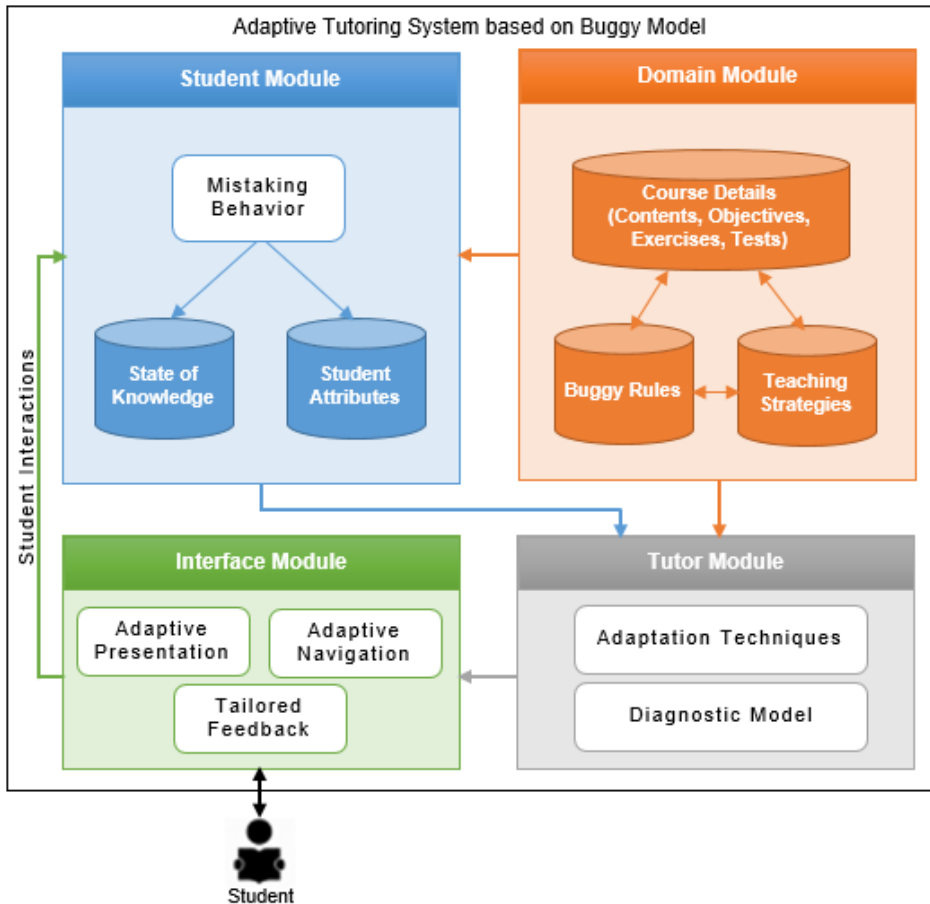 Adaptive Tutoring System based on Buggy Model
Student Module
Mistaking
Behavior
State of
Knowledge
Student
Attributes
Domain Module
Course Details
(Contents, Objectives,
Exercises, Tests)
Buggy Rules
Teaching
Strategies
Student Interactions
Interface Module
Adaptive
Presentation
Adaptive
Navigation
Tailored
Feedback
Tutor Module
Adaptation Techniques
Diagnostic Model
Student